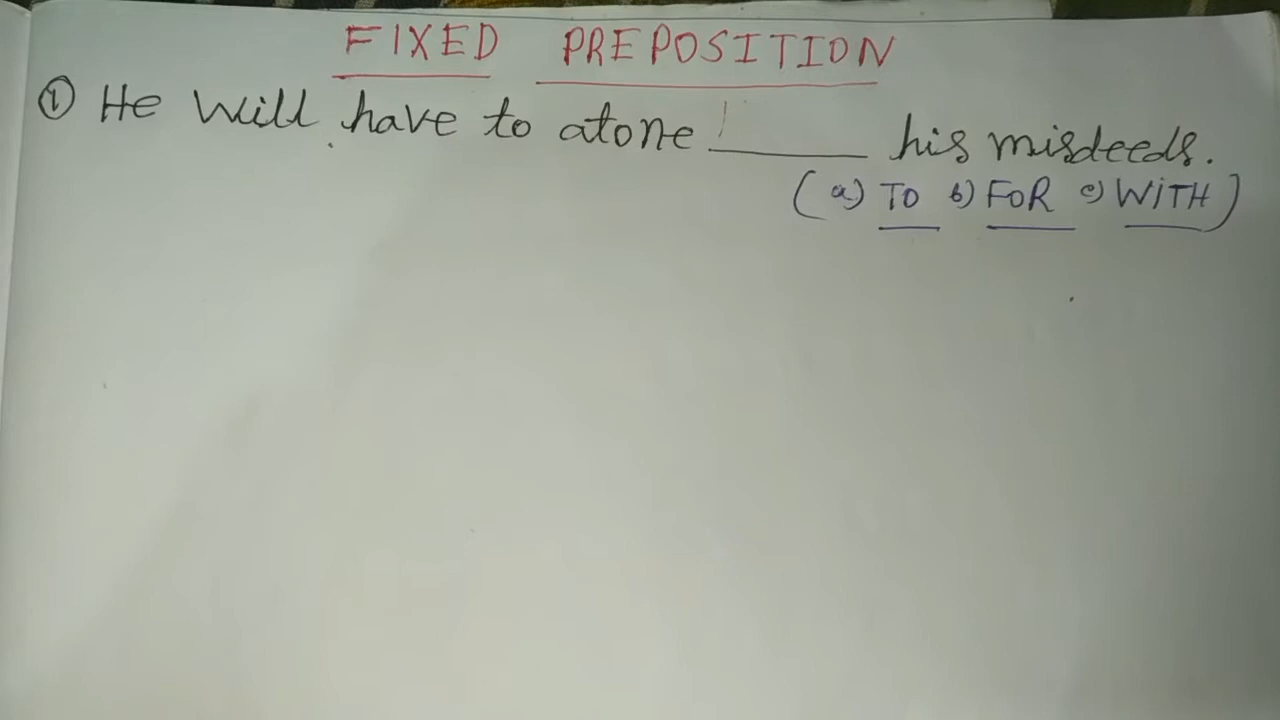 FIXED PREPOSITION
① He will have to atone ______ his misdeeds.
(a) TO b) FOR c) WITH)